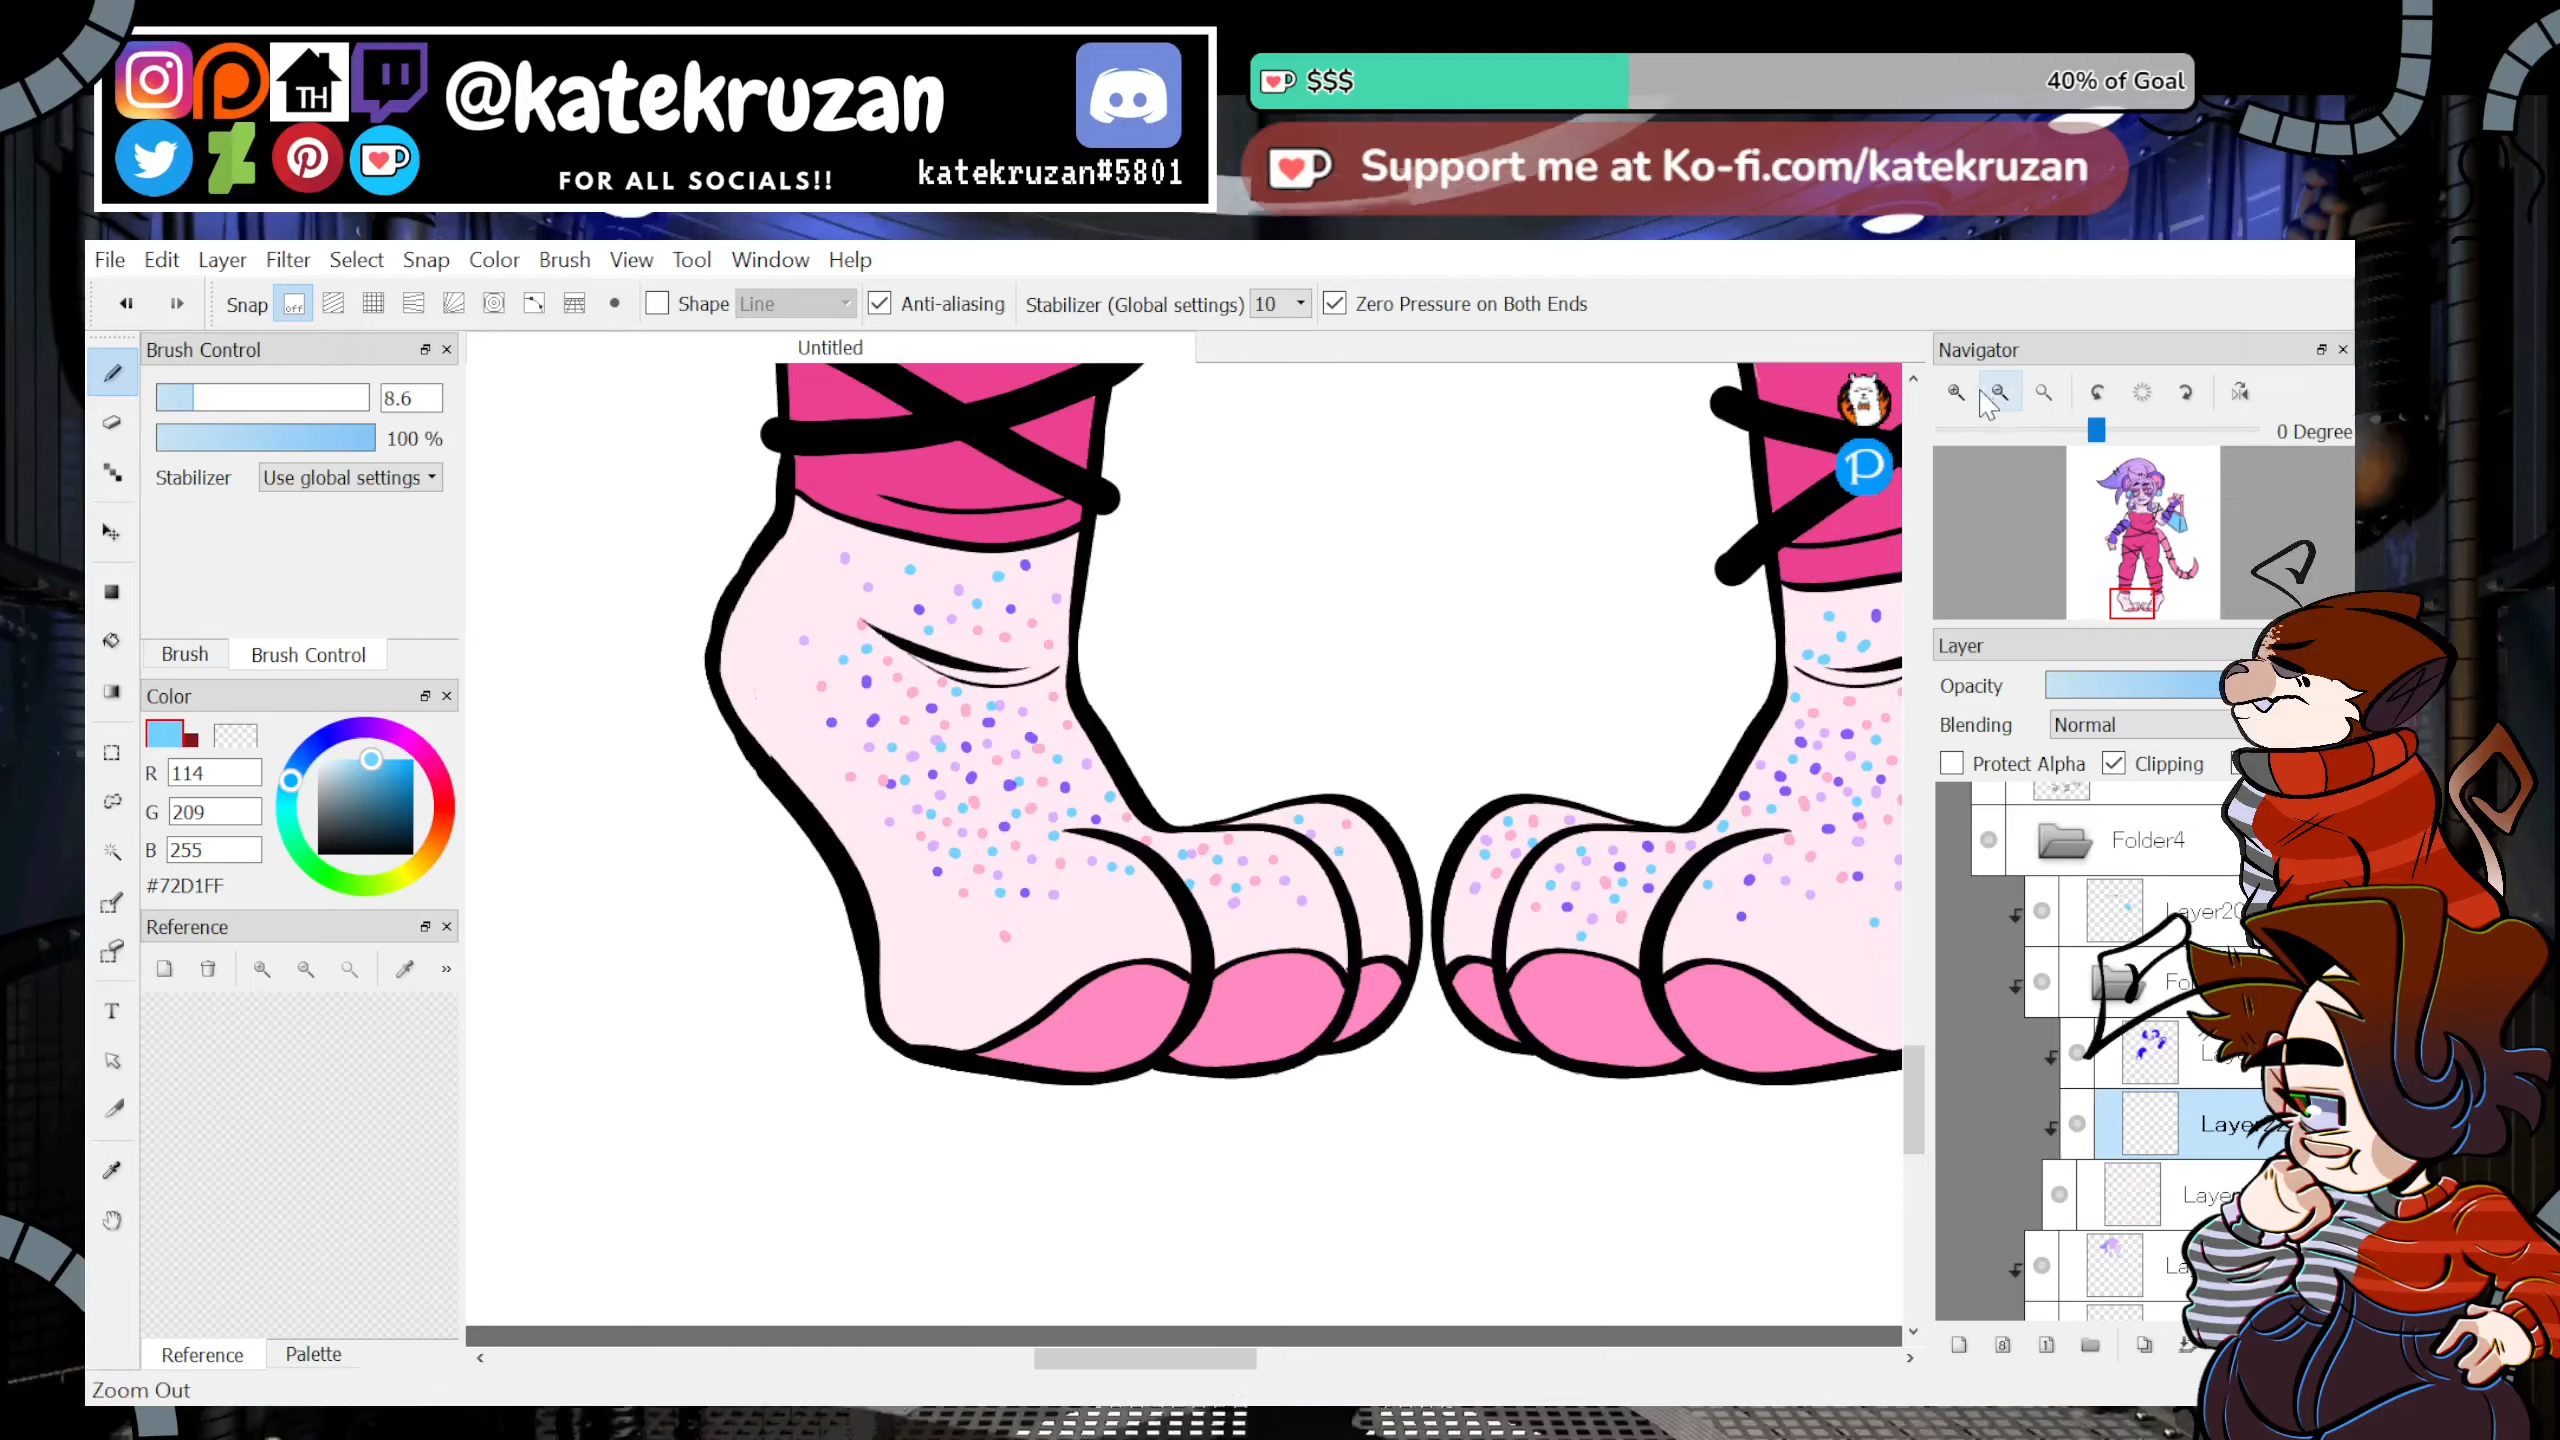 TH
@katekruzan
FOR ALL SOCIALS!!
katekruzan#5801
$$$
40% of Goal
Support me at Ko-fi.com/katekruzan
File Edit Layer Filter Select Snap Color Brush View Tool Window Help
Snap off Shape Line Anti-aliasing Stabilizer (Global settings) 10 Zero Pressure on Both Ends
Brush Control
8.6
100 %
Stabilizer Use global settings
Brush Brush Control
Color
R 114
G 209
B 255
#72D1FF
Reference
Reference Palette
Zoom Out
Untitled
P
Navigator
0 Degree
Layer
Opacity
Blending Normal
Protect Alpha Clipping
Folder4
Layer20